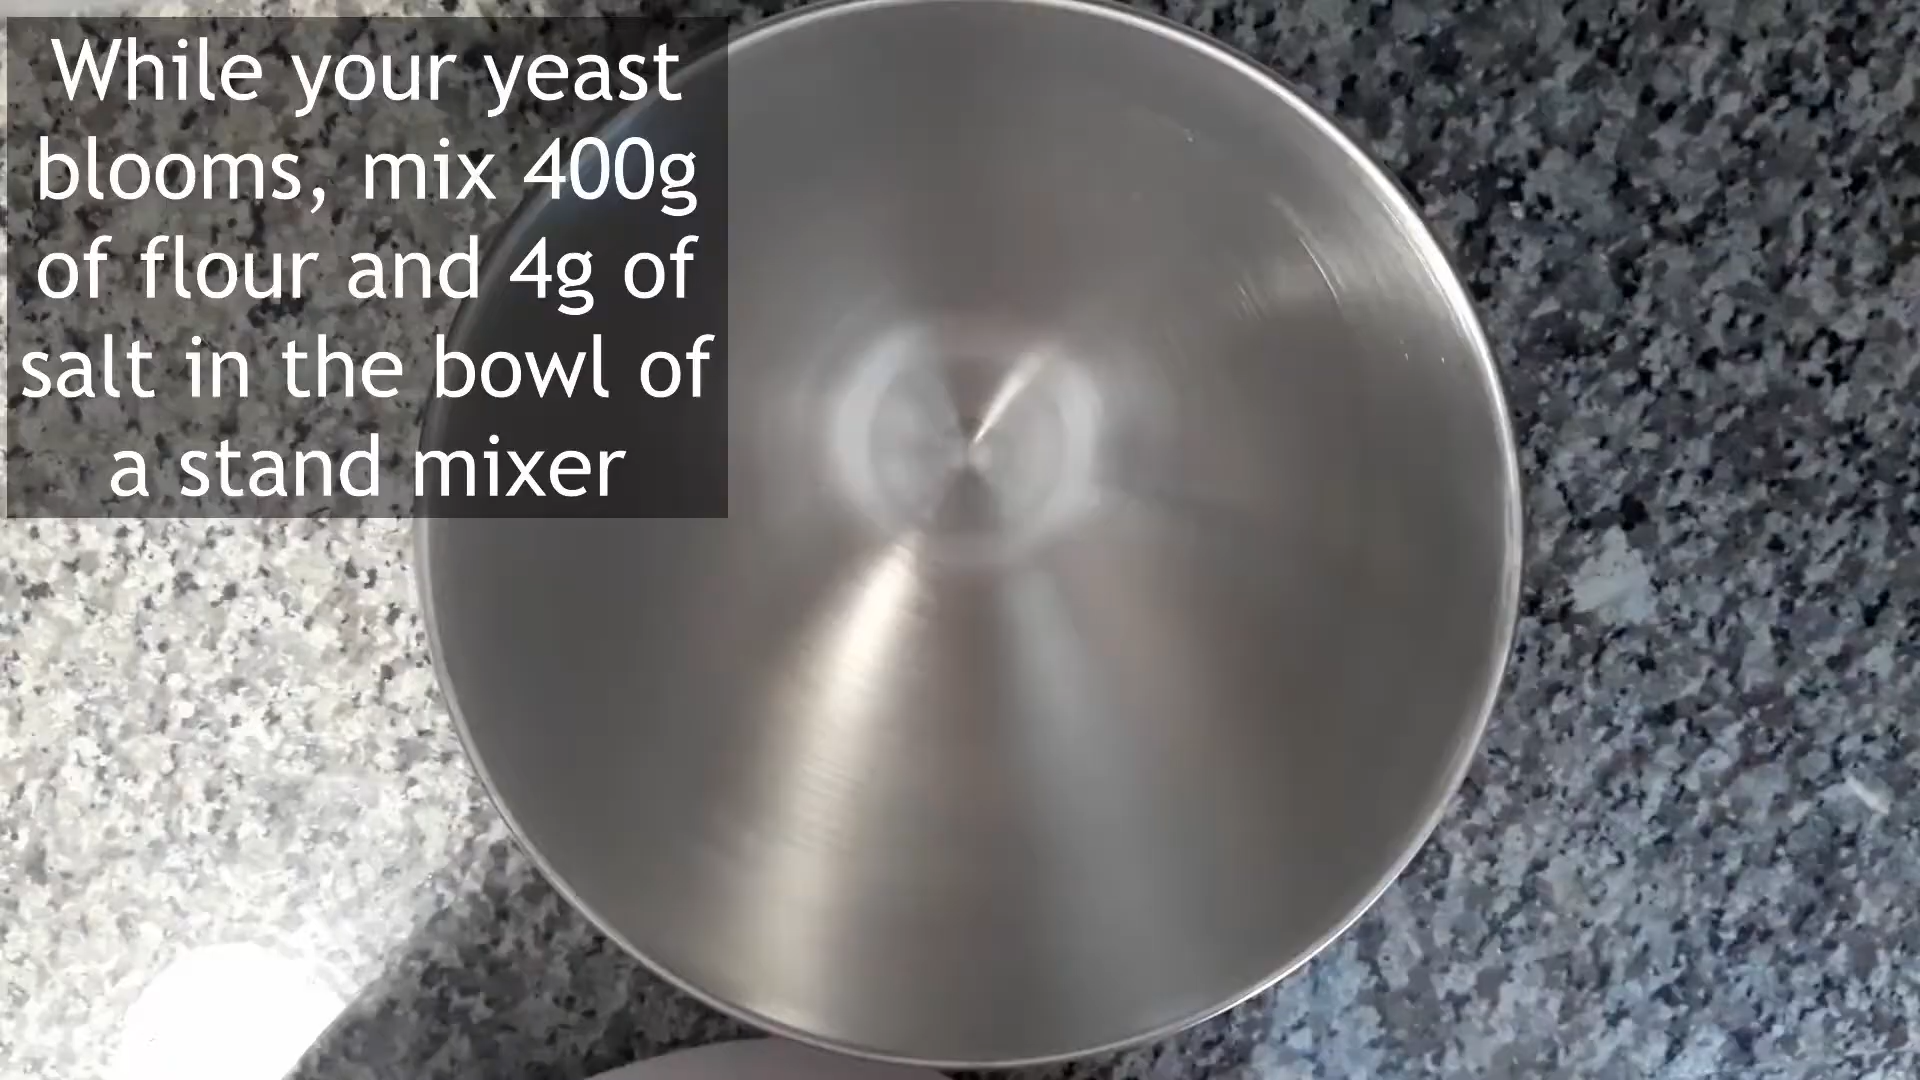 While your yeast
blooms, mix 400g
of flour and 4g of
salt in the bowl of
a stand mixer